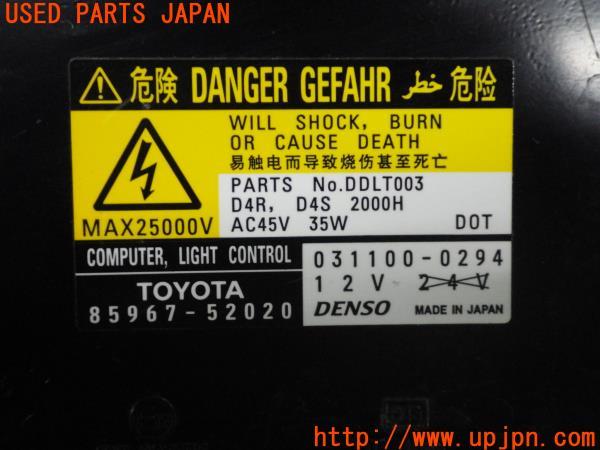 USED PARTS JAPAN
危険 DANGER GEFAHR خطر 危险
WILL SHOCK, BURN
OR CAUSE DEATH
易触电而导致烧伤甚至死亡
MAX25000V
PARTS No.DDLT003
D4R, D4S 2000H
AC45V 35W DOT
COMPUTER, LIGHT CONTROL
TOYOTA
85967-52020
031100-0294
12V 24V
DENSO MADE IN JAPAN
http://www.upjpn.com/